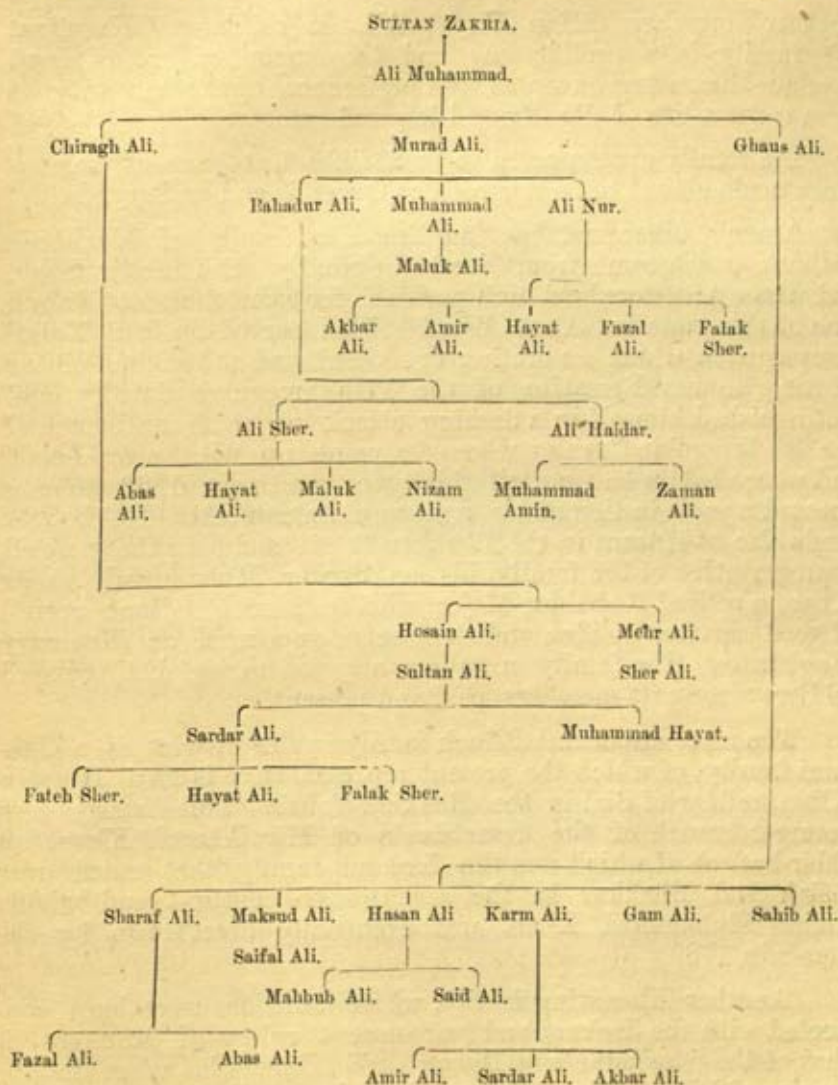 SULTAN ZAKRIA.
Ali Muhammad.
Chiragh Ali. Murad Ali. Ghaus Ali.
Bahadur Ali. Muhammad Ali Nur.
Ali.
Maluk Ali.
Akbar Amir Hayat Fazal Falak
Ali. Ali. Ali. Ali. Sher.
Ali Sher. Ali Haidar.
Abas Hayat Maluk Nizam Muhammad Zaman
Ali. Ali. Ali. Ali. Amin. Ali.
Hosain Ali. Mehr Ali.
Sultan Ali. Sher Ali.
Sardar Ali. Muhammad Hayat.
Fateh Sher. Hayat Ali. Falak Sher.
Sharaf Ali. Maksud Ali. Hasan Ali Karm Ali. Gam Ali. Sahib Ali.
Saifal Ali.
Mahbub Ali. Said Ali.
Fazal Ali. Abas Ali.
Amir Ali. Sardar Ali. Akbar Ali.